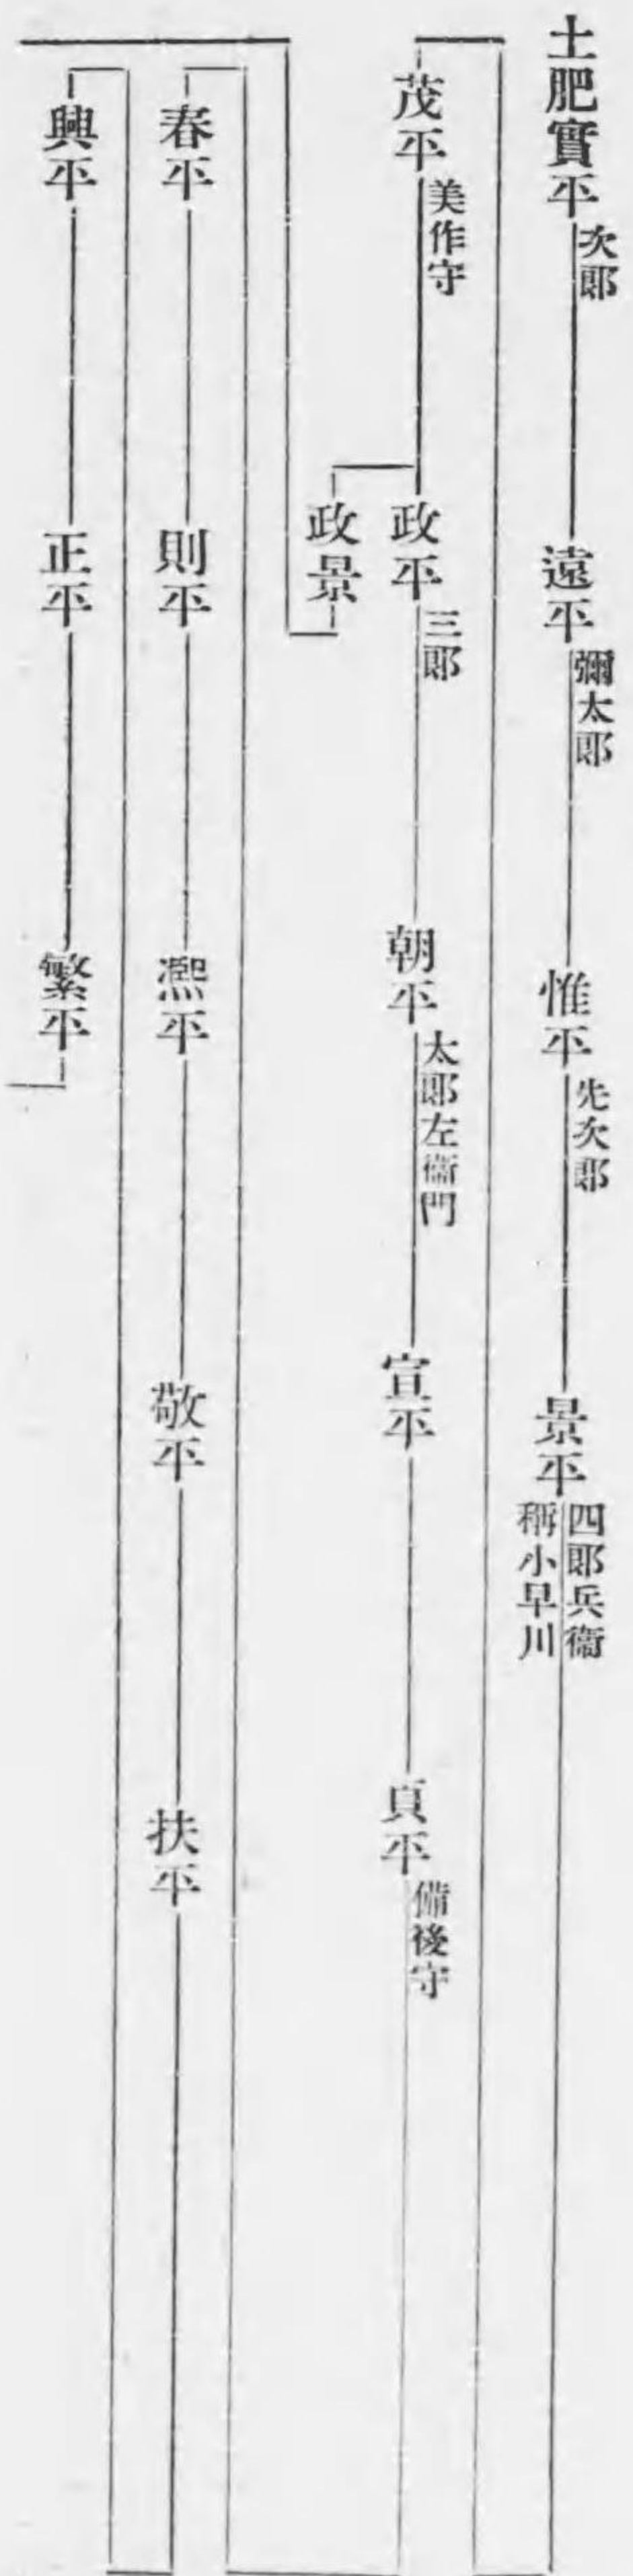 土肥實平 次郎
遠平 彌太郎
惟平 先次郎
景平 四郎兵衞 稱小早川
茂平 美作守
政平 三郎
政景
朝平 太郎左衞門
宣平
貞平 備後守
春平
則平
凞平
敬平
扶平
興平
正平
繁平